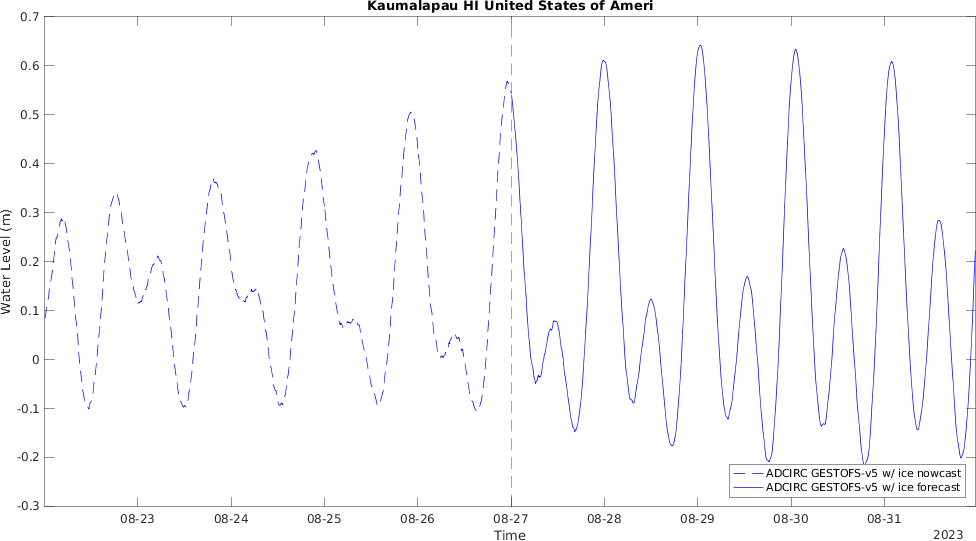 Kaumalapau HI United States of Ameri
0.7
0.6
0.5
0.4
0.3
0.2
0.1
0
-0.1
-0.2
-0.3
Water Level (m)
ADCIRC GESTOFS-v5 w/ ice nowcast
ADCIRC GESTOFS-v5 w/ ice forecast
08-23 08-24 08-25 08-26 08-27 08-28 08-29 08-30 08-31
Time
2023